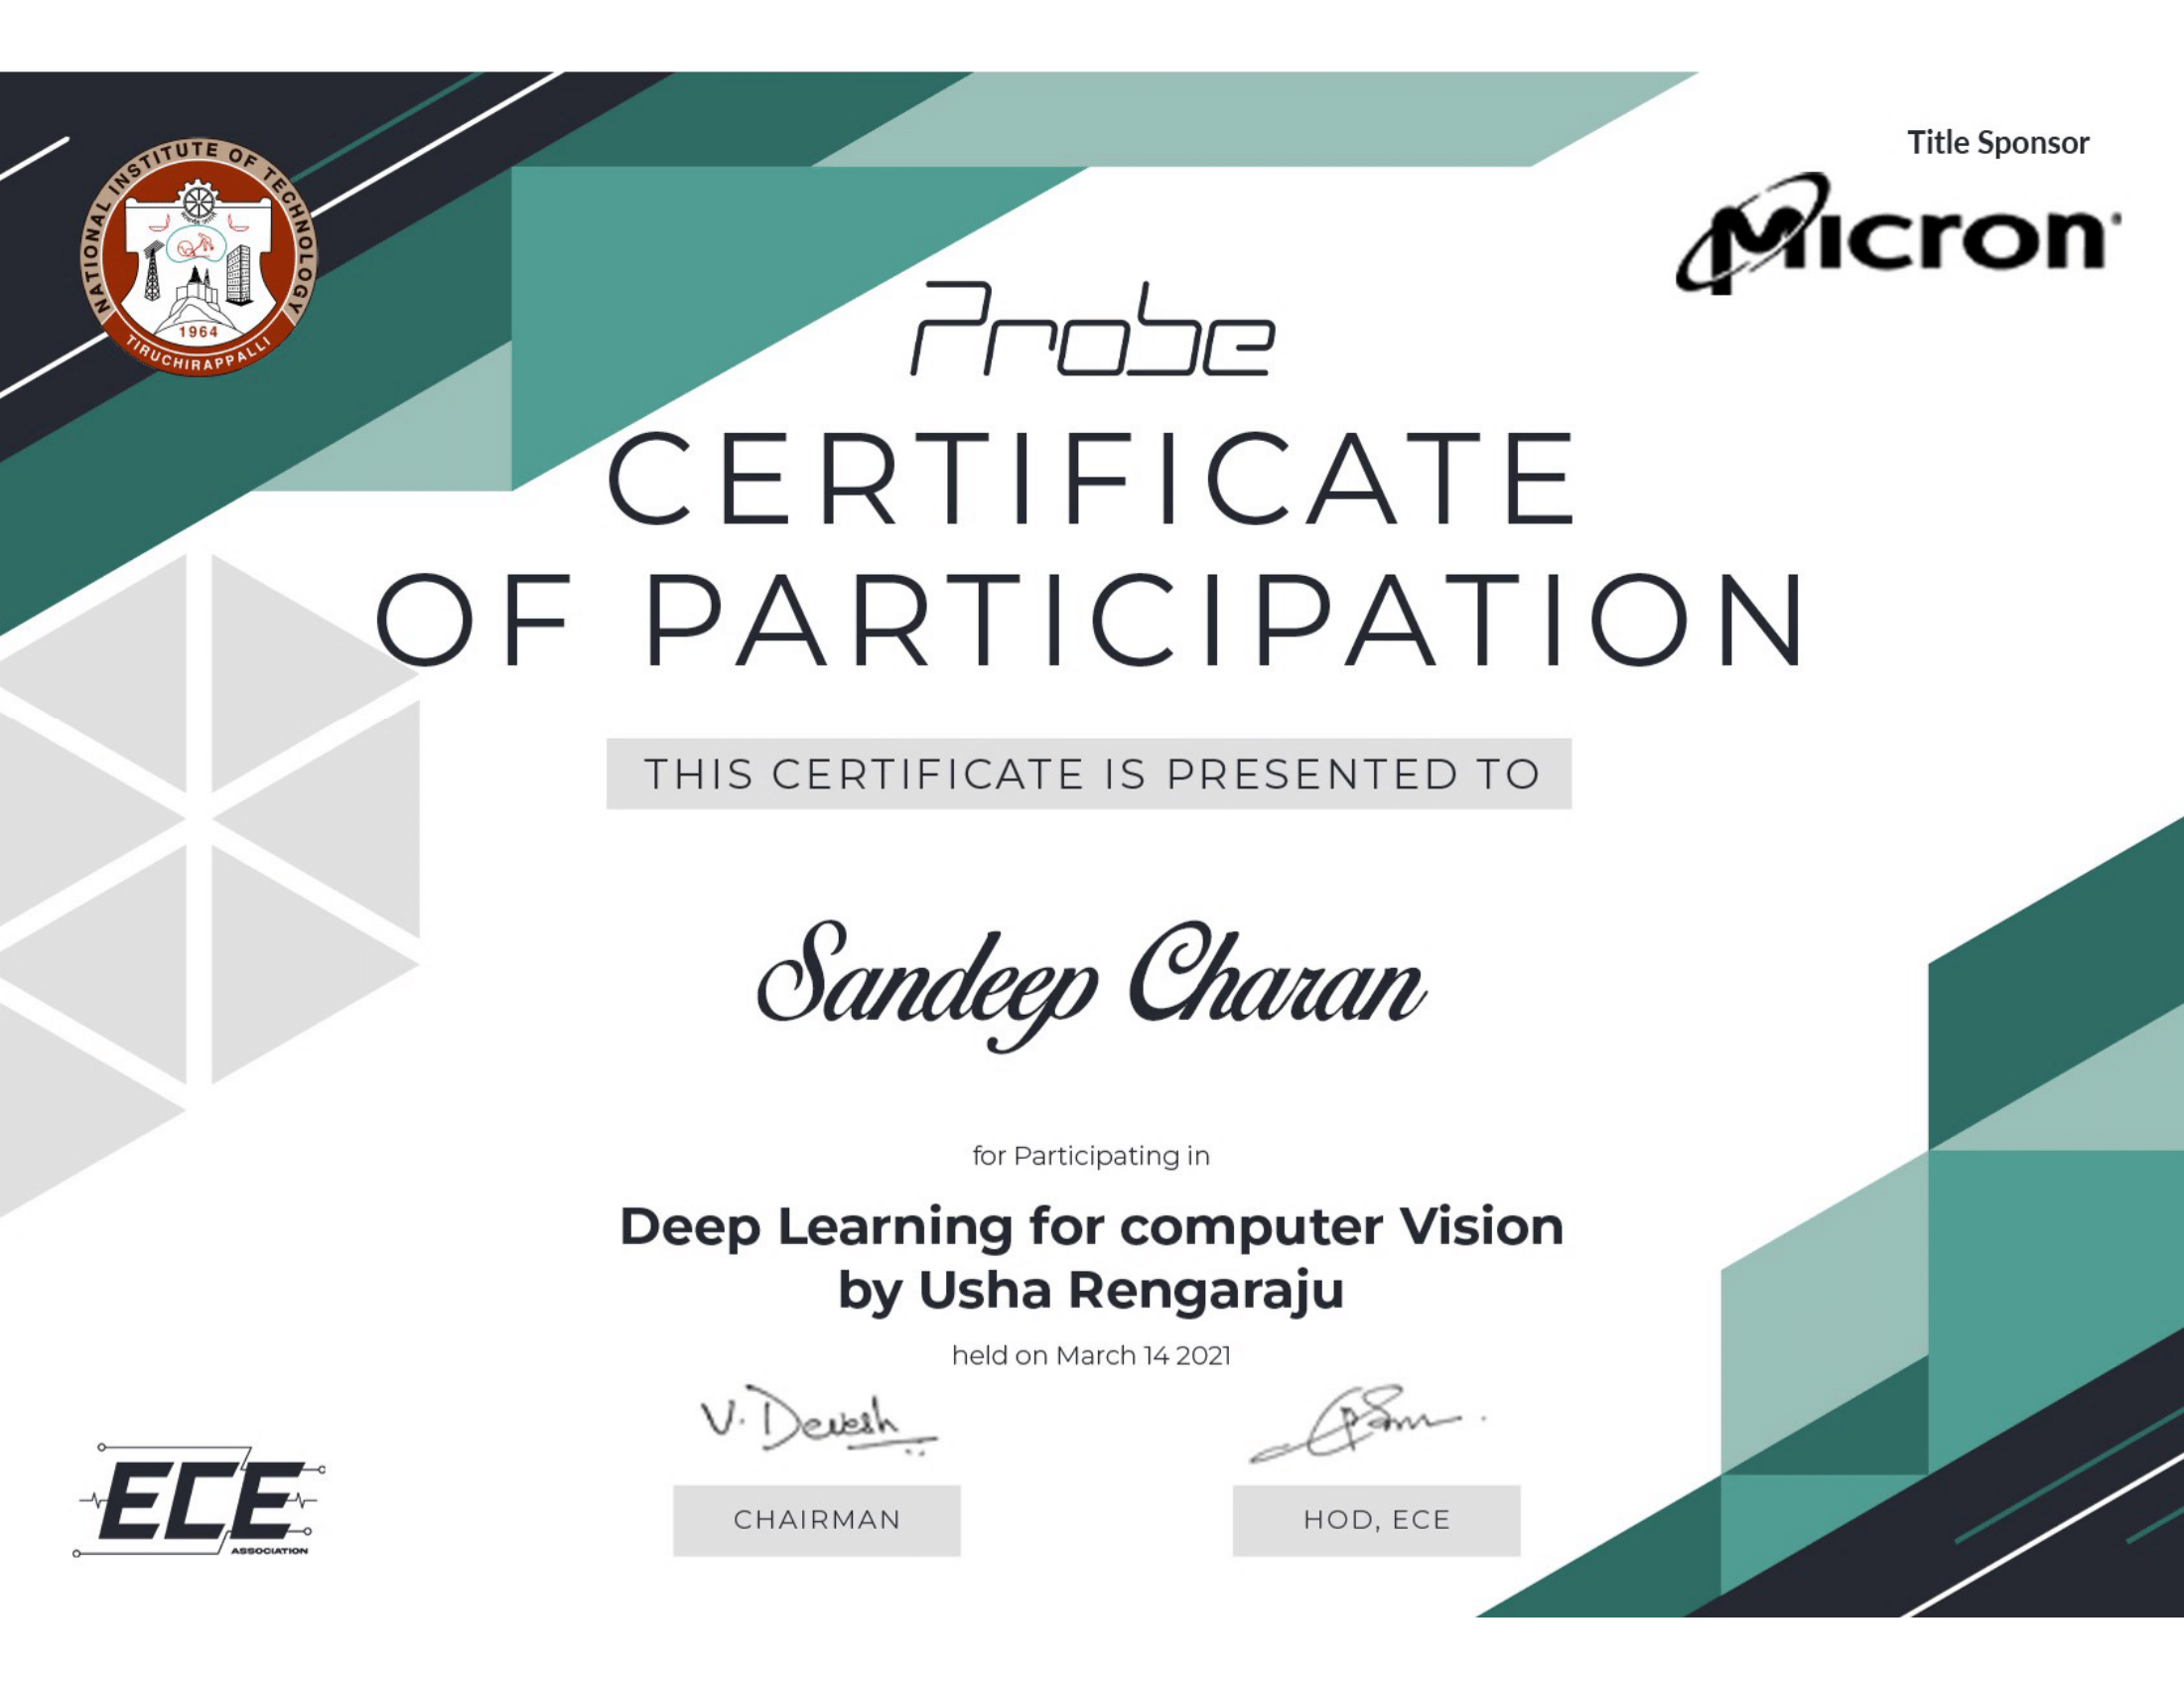 NATIONAL INSTITUTE OF TECHNOLOGY
1964
TIRUCHIRAPPALLI
Title Sponsor
Micron
Probe
CERTIFICATE
OF PARTICIPATION
THIS CERTIFICATE IS PRESENTED TO
Sandeep Charan
for Participating in
Deep Learning for computer Vision
by Usha Rengaraju
held on March 14 2021
V. Devesh
CHAIRMAN
HOD, ECE
ECE
ASSOCIATION